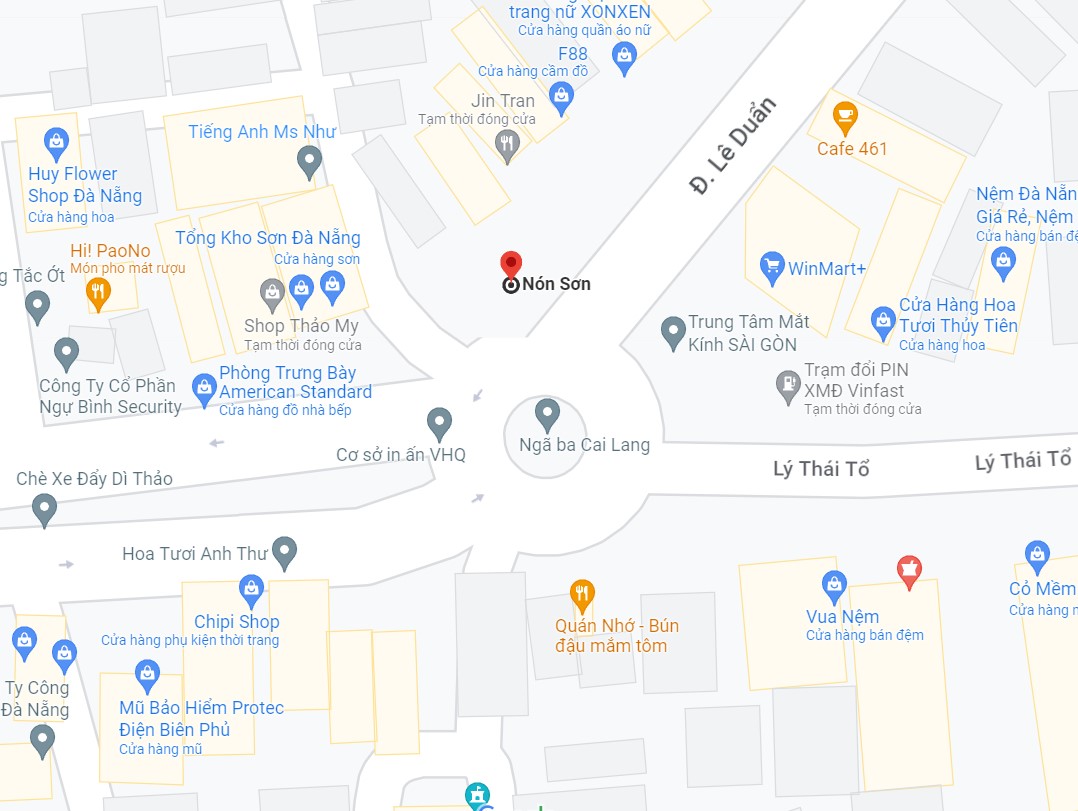 trang nữ XONXEN
Cửa hàng quần áo nữ
F88
Cửa hàng cầm đồ
Jin Tran
Tạm thời đóng cửa
Đ. Lê Duẩn
Cafe 461
Tiếng Anh Ms Như
Huy Flower
Shop Đà Nẵng
Cửa hàng hoa
Nệm Đà Nẵn
Giá Rẻ, Nệm
Cửa hàng bán đệ
Tổng Kho Sơn Đà Nẵng
Cửa hàng sơn
Hi! PaoNo
Món pho mát rượu
g Tắc Ớt
Nón Sơn
WinMart+
Shop Thảo My
Tạm thời đóng cửa
Trung Tâm Mắt
Kính SÀI GÒN
Cửa Hàng Hoa
Tươi Thủy Tiên
Cửa hàng hoa
Công Ty Cổ Phần
Ngự Bình Security
Phòng Trưng Bày
American Standard
Cửa hàng đồ nhà bếp
Trạm đổi PIN
XMĐ Vinfast
Tạm thời đóng cửa
Cơ sở in ấn VHQ
Ngã ba Cai Lang
Lý Thái Tổ
Lý Thái Tổ
Chè Xe Đẩy Dì Thảo
Hoa Tươi Anh Thư
Chipi Shop
Cửa hàng phụ kiện thời trang
Quán Nhớ - Bún
đậu mắm tôm
Vua Nệm
Cửa hàng bán đệm
Cỏ Mềm
Cửa hàng
Ty Công
Đà Nẵng
Mũ Bảo Hiểm Protec
Điện Biên Phủ
Cửa hàng mũ